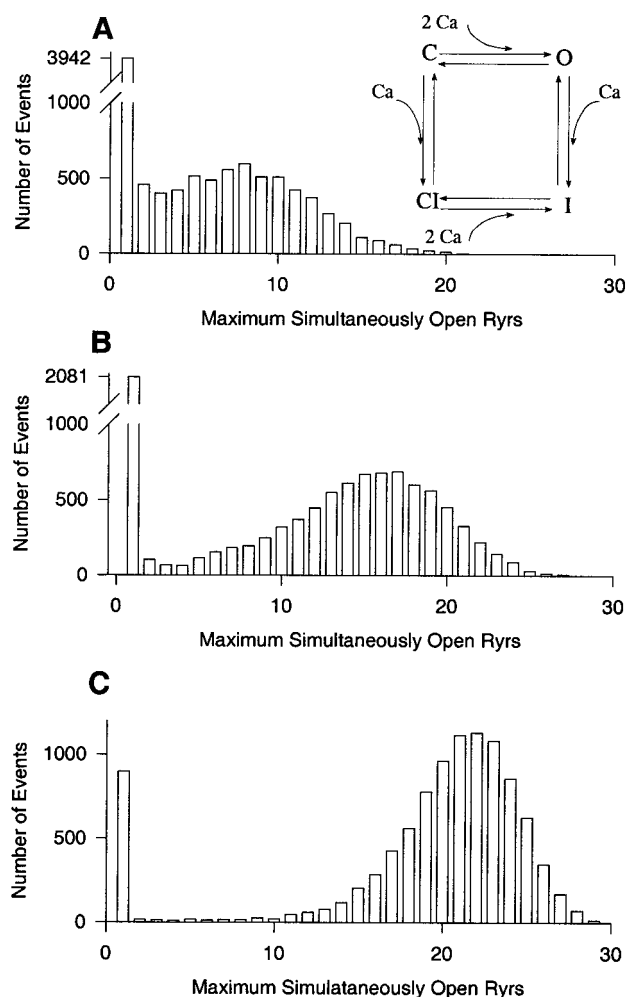 A
Number of Events
3942
1000
500
0
0 10 20 30
Maximum Simultaneously Open Ryrs
2 Ca
C O
Ca Ca
CI I
2 Ca
B
Number of Events
2081
1000
500
0
0 10 20 30
Maximum Simultaneously Open Ryrs
C
Number of Events
1000
500
0
0 10 20 30
Maximum Simulataneously Open Ryrs